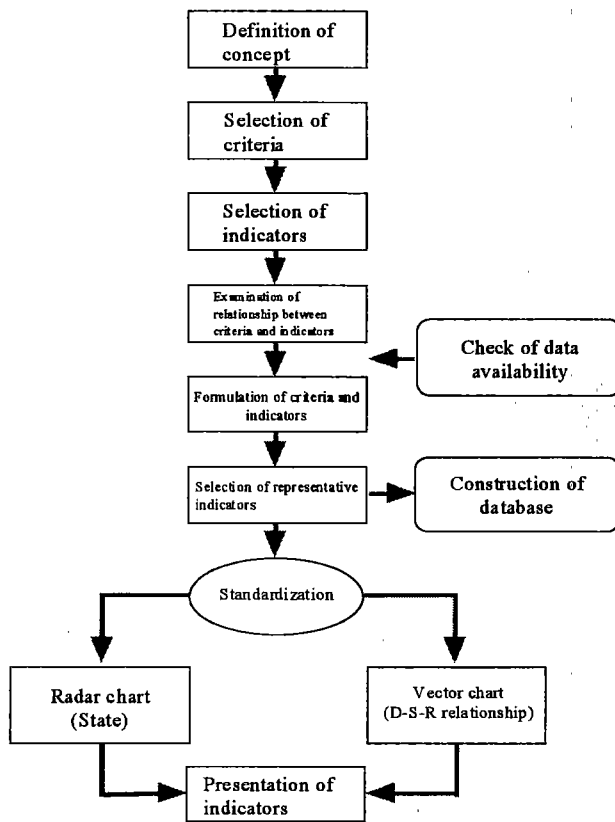 Definition of
concept
Selection of
criteria
Selection of
indicators
Examination of
relationship between
criteria and indicators
Check of data
availability
Formulation of criteria and
indicators
Selection of representative
indicators
Construction of
database
Standardization
Radar chart
(State)
Vector chart
(D-S-R relationship)
Presentation of
indicators